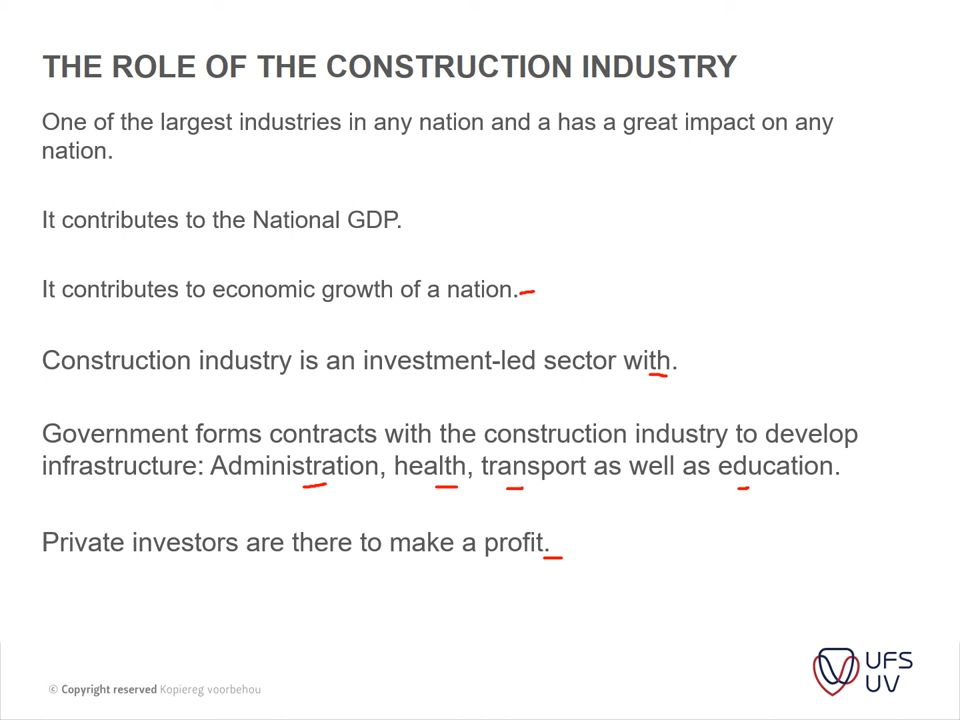 THE ROLE OF THE CONSTRUCTION INDUSTRY
One of the largest industries in any nation and a has a great impact on any
nation.
It contributes to the National GDP.
It contributes to economic growth of a nation.
Construction industry is an investment-led sector with.
Government forms contracts with the construction industry to develop
infrastructure: Administration, health, transport as well as education.
Private investors are there to make a profit.
© Copyright reserved Kopiereg voorbehou
UFS
UV